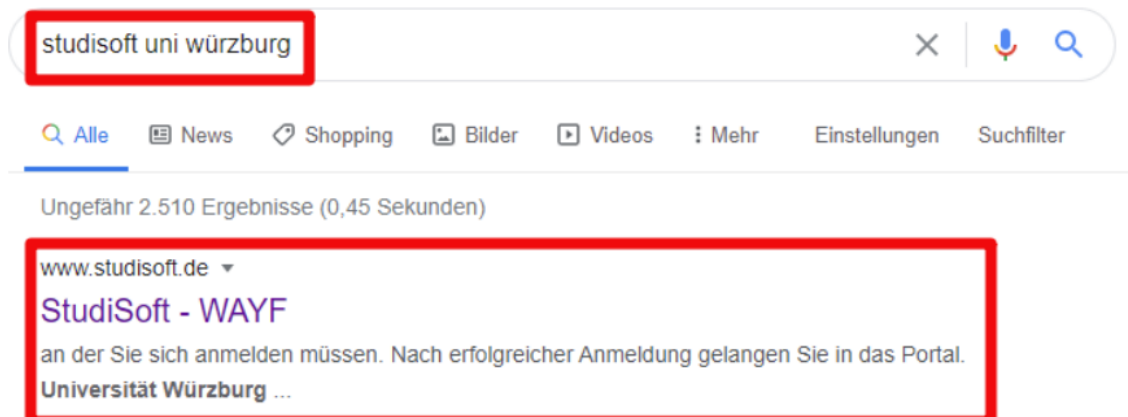 studisoft uni würzburg
Alle News Shopping Bilder Videos Mehr Einstellungen Suchfilter
Ungefähr 2.510 Ergebnisse (0,45 Sekunden)
www.studisoft.de
StudiSoft - WAYF
an der Sie sich anmelden müssen. Nach erfolgreicher Anmeldung gelangen Sie in das Portal.
Universität Würzburg ...